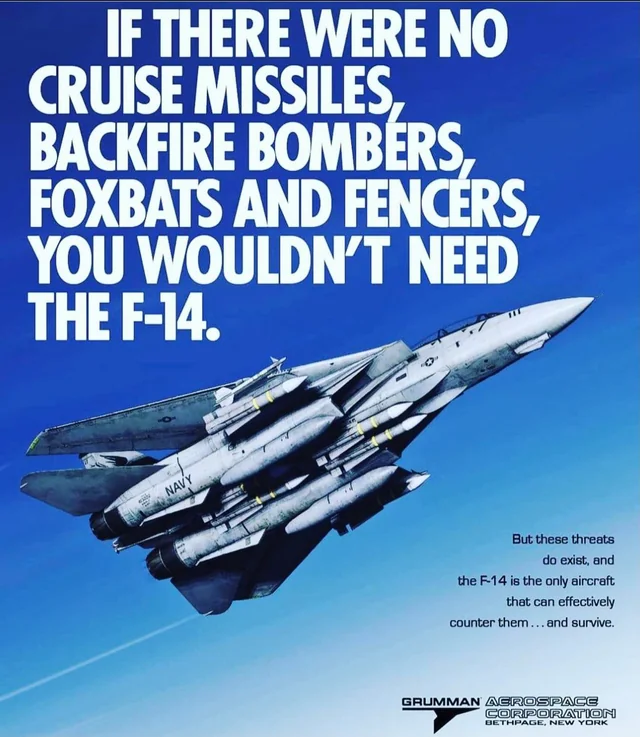 IF THERE WERE NO
CRUISE MISSILES,
BACKFIRE BOMBERS,
FOXBATS AND FENCERS,
YOU WOULDN'T NEED
THE F-14.
NAVY
But these threats
do exist, and
the F-14 is the only aircraft
that can effectively
counter them . . . and survive.
GRUMMAN AEROSPACE
CORPORATION
BETHPAGE, NEW YORK